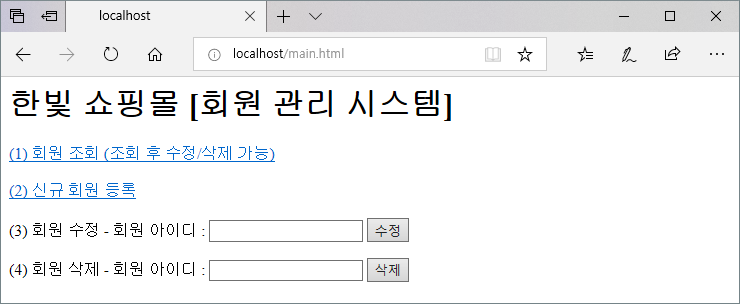 localhost
localhost/main.html
한빛 쇼핑몰 [회원 관리 시스템]
(1) 회원 조회 (조회 후 수정/삭제 가능)
(2) 신규 회원 등록
(3) 회원 수정 - 회원 아이디 : 수정
(4) 회원 삭제 - 회원 아이디 : 삭제